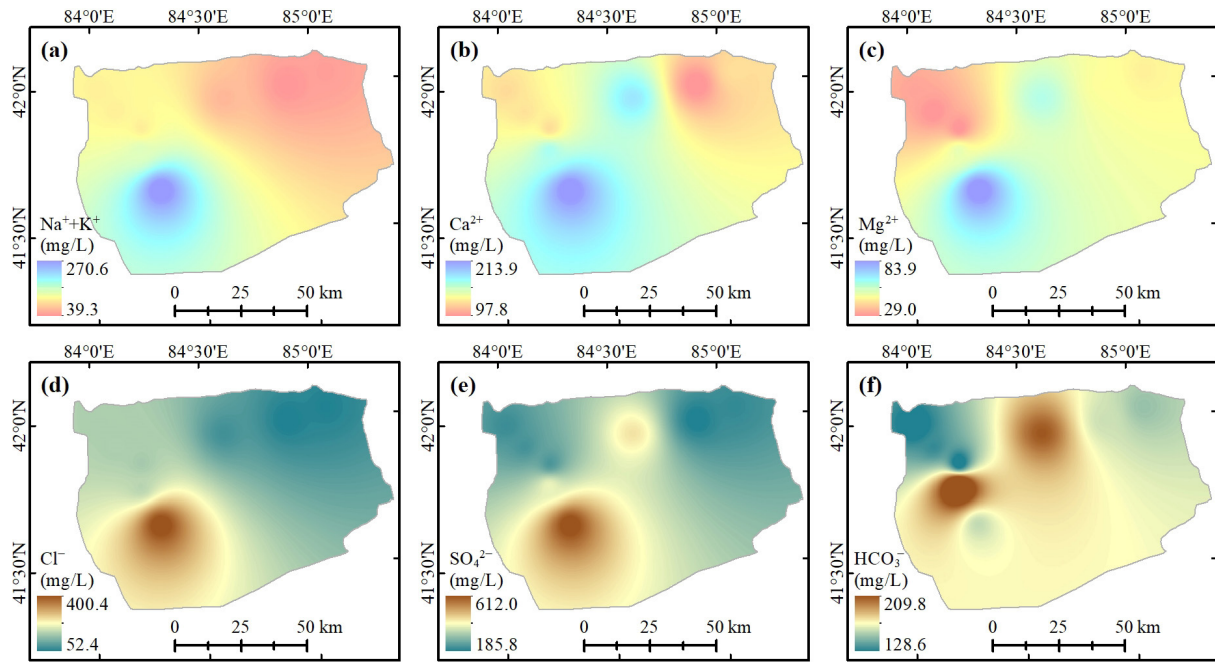 84°0'E 84°30'E 85°0'E 84°0'E 84°30'E 85°0'E 84°0'E 84°30'E 85°0'E
(a) (b) (c)
42°0'N 42°0'N 42°0'N
41°30'N 41°30'N 41°30'N
Na⁺+K⁺ Ca²⁺ Mg²⁺
(mg/L) (mg/L) (mg/L)
270.6 213.9 83.9
39.3 97.8 29.0
0 25 50 km 0 25 50 km 0 25 50 km
84°0'E 84°30'E 85°0'E 84°0'E 84°30'E 85°0'E 84°0'E 84°30'E 85°0'E
(d) (e) (f)
42°0'N 42°0'N 42°0'N
41°30'N 41°30'N 41°30'N
Cl⁻ SO₄²⁻ HCO₃⁻
(mg/L) (mg/L) (mg/L)
400.4 612.0 209.8
52.4 185.8 128.6
0 25 50 km 0 25 50 km 0 25 50 km